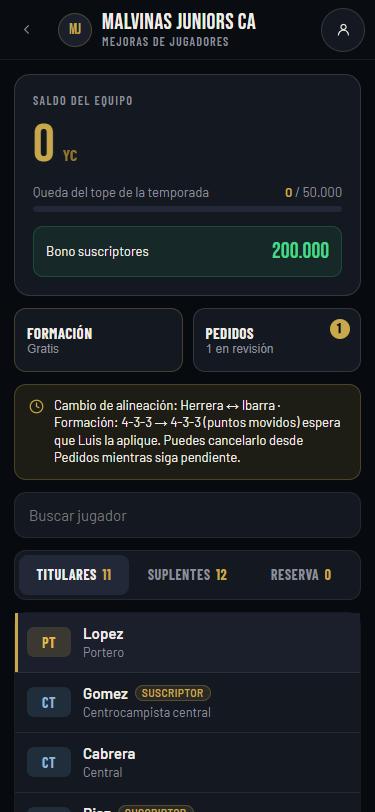 MJ
MALVINAS JUNIORS CA
MEJORAS DE JUGADORES
SALDO DEL EQUIPO
0 YC
Queda del tope de la temporada 0 / 50.000
Bono suscriptores 200.000
FORMACIÓN
Gratis
PEDIDOS 1
1 en revisión
Cambio de alineación: Herrera ↔ Ibarra ·
Formación: 4-3-3 → 4-3-3 (puntos movidos) espera
que Luis la aplique. Puedes cancelarlo desde
Pedidos mientras siga pendiente.
Buscar jugador
TITULARES 11 SUPLENTES 12 RESERVA 0
PT Lopez
Portero
CT Gomez SUSCRIPTOR
Centrocampista central
CT Cabrera
Central